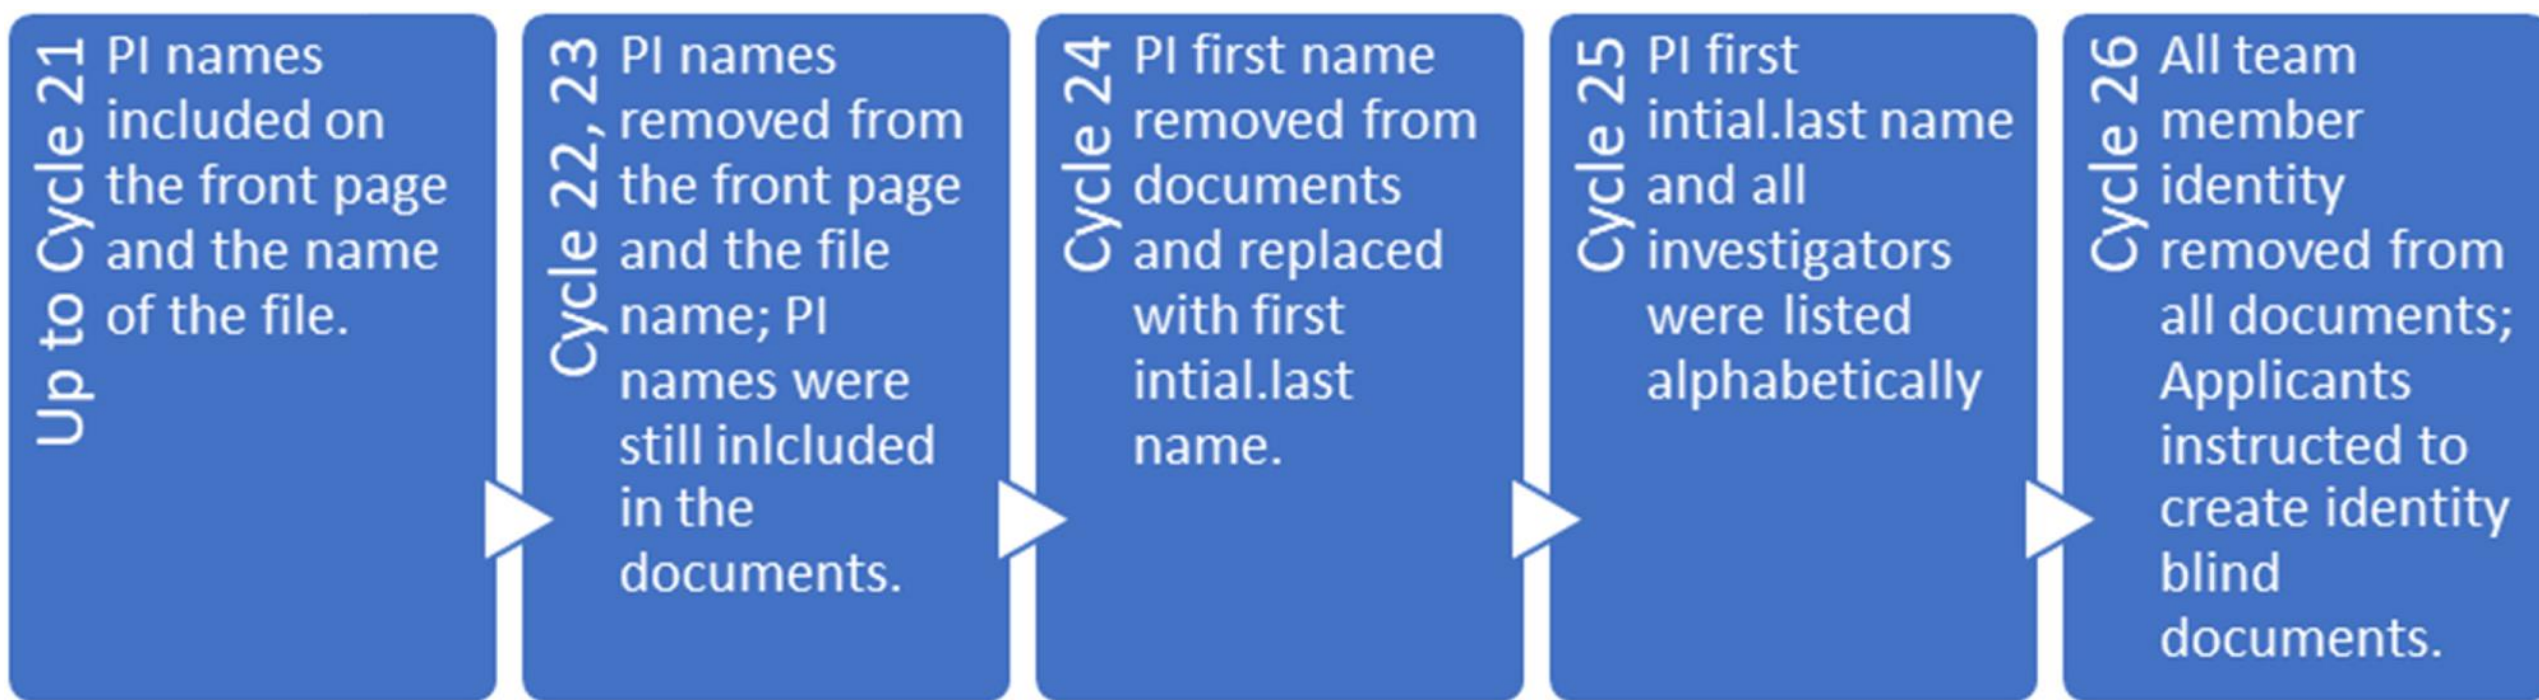 Up to Cycle 21
PI names
included on
the front page
and the name
of the file.
Cycle 22, 23
PI names
removed from
the front page
and the file
name; PI
names were
still inlcluded
in the
documents.
Cycle 24
PI first name
removed from
documents
and replaced
with first
intial.last
name.
Cycle 25
PI first
intial.last name
and all
investigators
were listed
alphabetically
Cycle 26
All team
member
identity
removed from
all documents;
Applicants
instructed to
create identity
blind
documents.